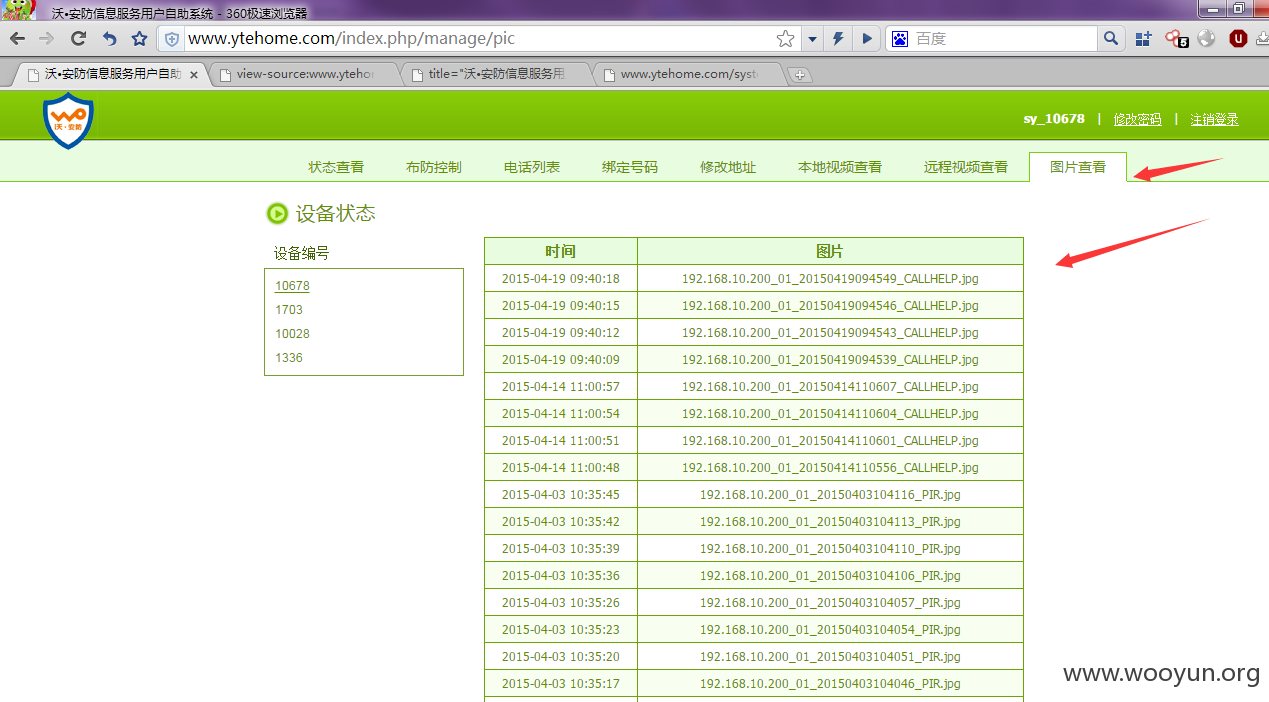 沃•安防信息服务用户自助系统 - 360极速浏览器
www.ytehome.com/index.php/manage/pic
百度
5
沃•安防信息服务用户自助
view-source:www.yteho
title="沃•安防信息服务用
www.ytehome.com/syst
沃•安防
sy_10678 | 修改密码 | 注销登录
状态查看 布防控制 电话列表 绑定号码 修改地址 本地视频查看 远程视频查看 图片查看
设备状态
设备编号
10678
1703
10028
1336
时间 图片
2015-04-19 09:40:18 192.168.10.200_01_20150419094549_CALLHELP.jpg
2015-04-19 09:40:15 192.168.10.200_01_20150419094546_CALLHELP.jpg
2015-04-19 09:40:12 192.168.10.200_01_20150419094543_CALLHELP.jpg
2015-04-19 09:40:09 192.168.10.200_01_20150419094539_CALLHELP.jpg
2015-04-14 11:00:57 192.168.10.200_01_20150414110607_CALLHELP.jpg
2015-04-14 11:00:54 192.168.10.200_01_20150414110604_CALLHELP.jpg
2015-04-14 11:00:51 192.168.10.200_01_20150414110601_CALLHELP.jpg
2015-04-14 11:00:48 192.168.10.200_01_20150414110556_CALLHELP.jpg
2015-04-03 10:35:45 192.168.10.200_01_20150403104116_PIR.jpg
2015-04-03 10:35:42 192.168.10.200_01_20150403104113_PIR.jpg
2015-04-03 10:35:39 192.168.10.200_01_20150403104110_PIR.jpg
2015-04-03 10:35:36 192.168.10.200_01_20150403104106_PIR.jpg
2015-04-03 10:35:26 192.168.10.200_01_20150403104057_PIR.jpg
2015-04-03 10:35:23 192.168.10.200_01_20150403104054_PIR.jpg
2015-04-03 10:35:20 192.168.10.200_01_20150403104051_PIR.jpg
2015-04-03 10:35:17 192.168.10.200_01_20150403104046_PIR.jpg
www.wooyun.org